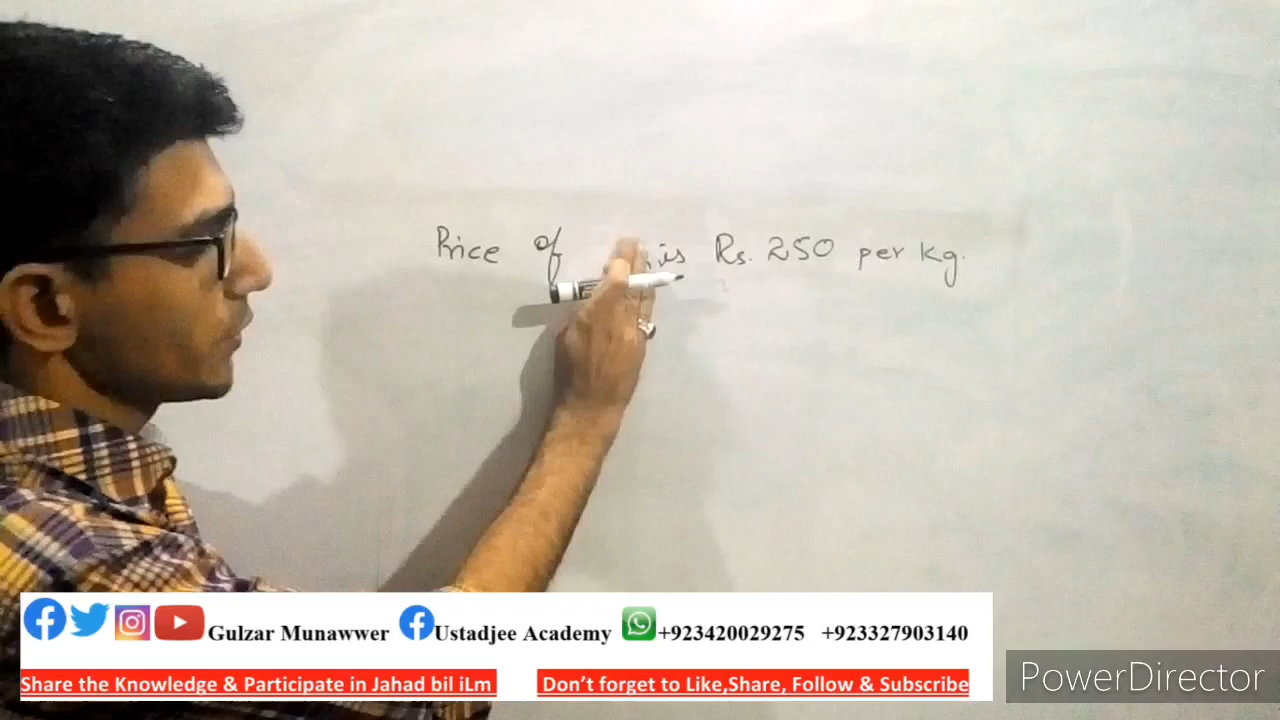 Price of is Rs. 250 per kg.
Gulzar Munawwer Ustadjee Academy +923420029275 +923327903140
Share the Knowledge & Participate in Jahad bil iLm Don't forget to Like,Share, Follow & Subscribe
PowerDirector